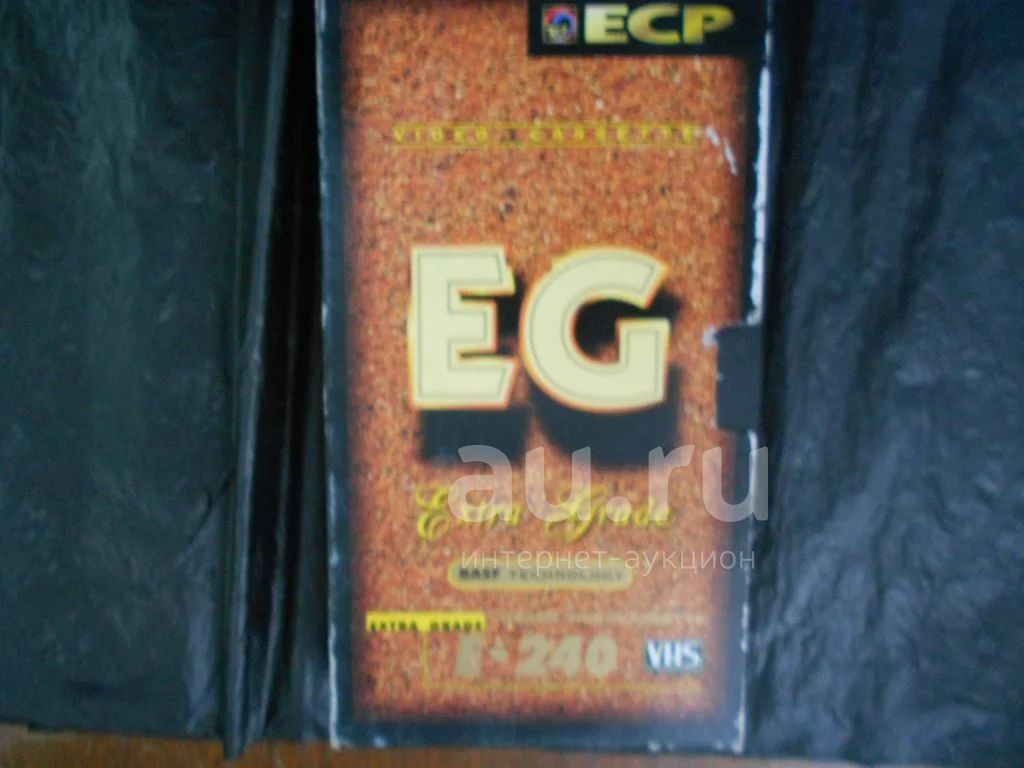 ECP
VIDEO CASSETTE
EG
au.ru
Extra Grade
интернет-аукцион
BASF TECHNOLOGY
EXTRA GRADE
E-240
VHS